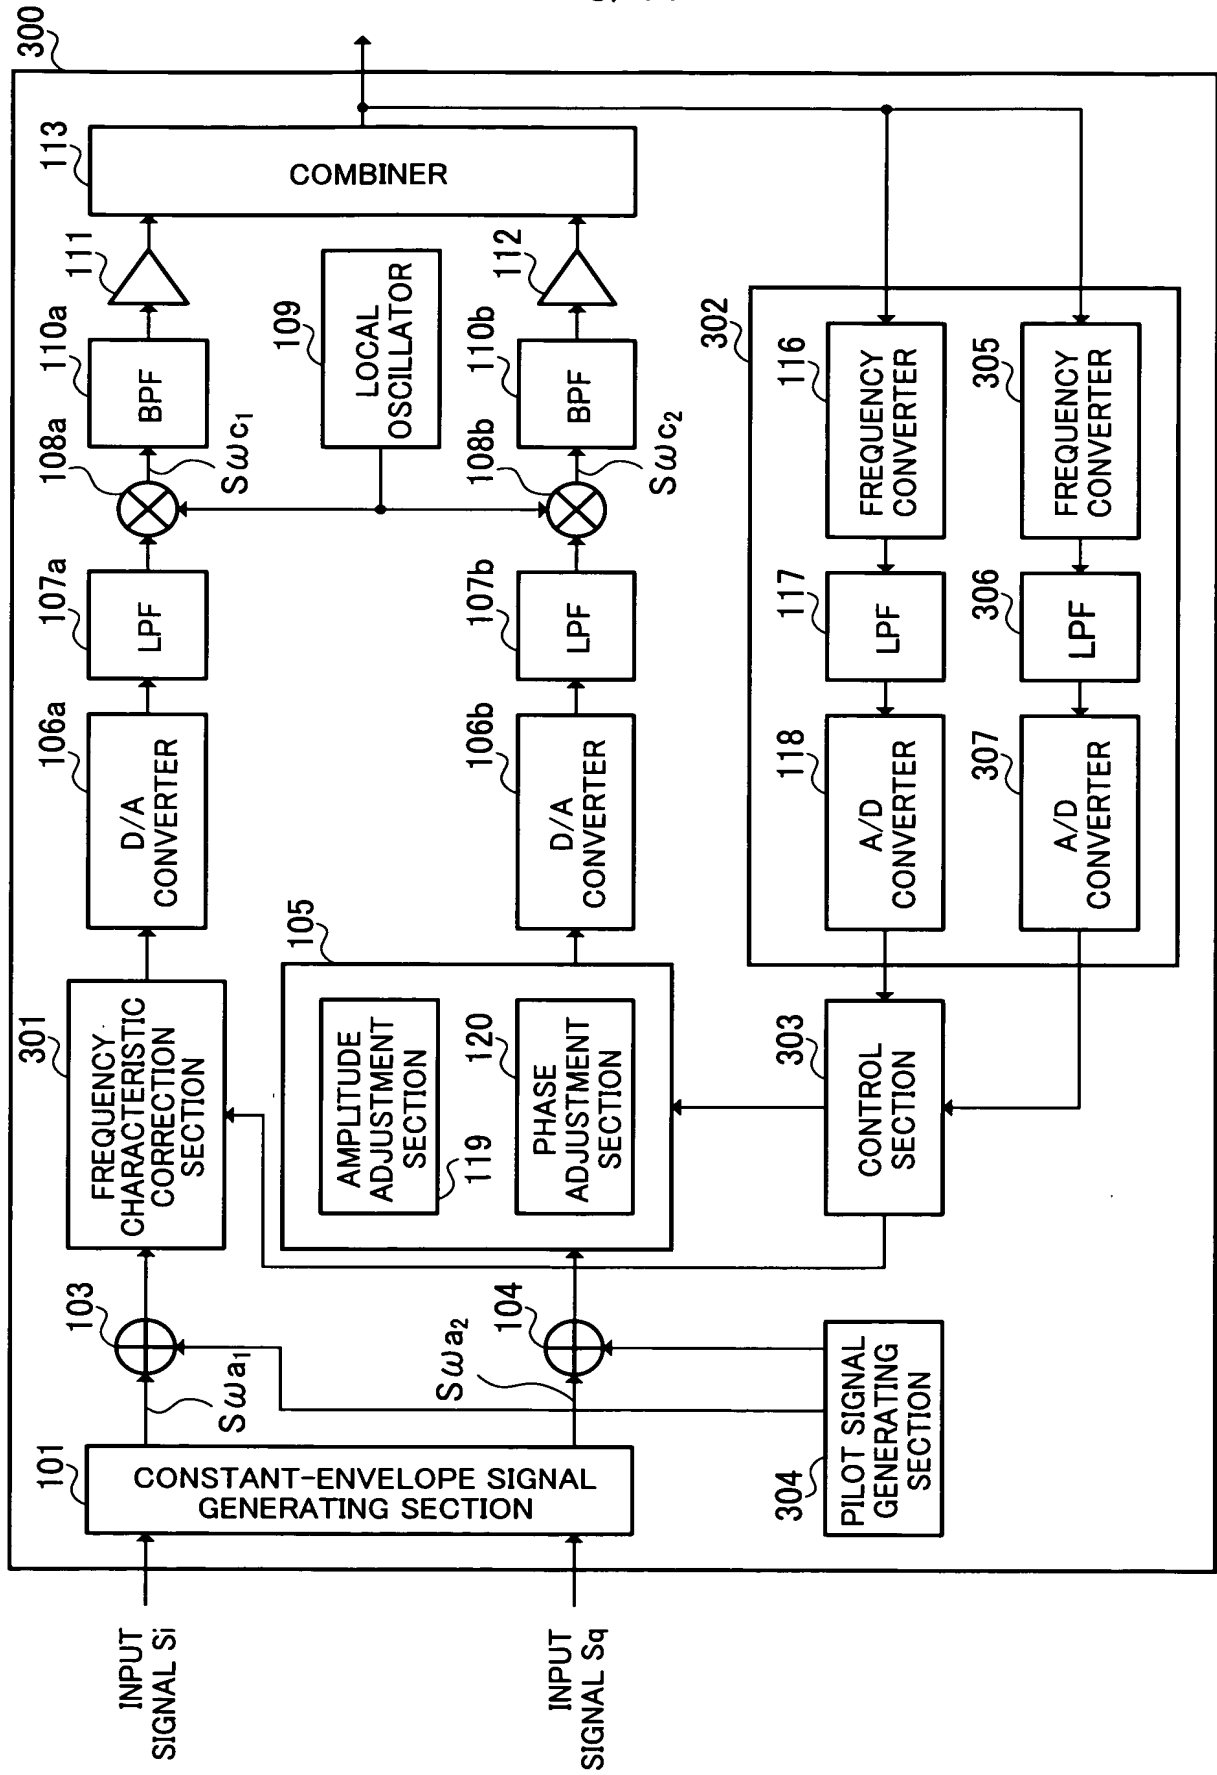 300
INPUT
SIGNAL Si
INPUT
SIGNAL Sq
101
CONSTANT-ENVELOPE SIGNAL
GENERATING SECTION
Sωa1
Sωa2
103
104
304
PILOT SIGNAL
GENERATING
SECTION
301
FREQUENCY
CHARACTERISTIC
CORRECTION
SECTION
105
AMPLITUDE
ADJUSTMENT
SECTION
119
120
PHASE
ADJUSTMENT
SECTION
303
CONTROL
SECTION
106a
D/A
CONVERTER
106b
D/A
CONVERTER
107a
LPF
107b
LPF
108a
Sωc1
108b
Sωc2
109
LOCAL
OSCILLATOR
110a
BPF
110b
BPF
111
112
113
COMBINER
302
116
FREQUENCY
CONVERTER
117
LPF
118
A/D
CONVERTER
305
FREQUENCY
CONVERTER
306
LPF
307
A/D
CONVERTER